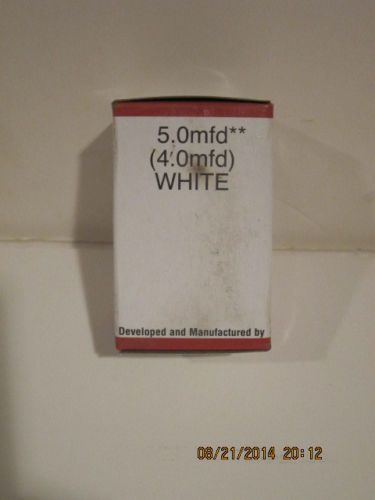 5.0mfd**
(4.0mfd)
WHITE
Developed and Manufactured by
08/21/2014 20:12